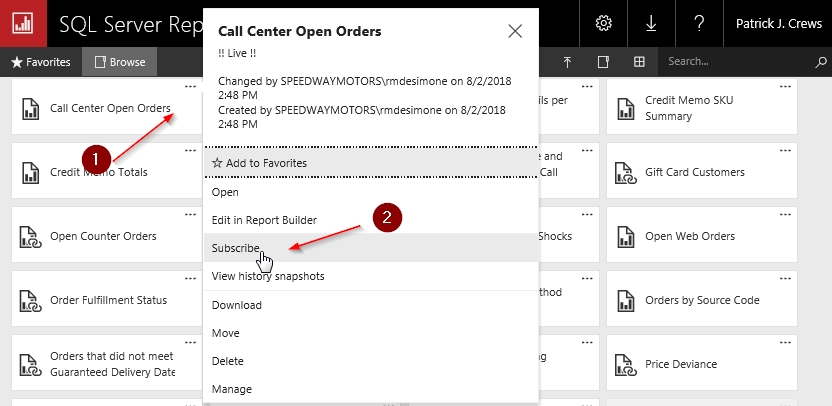 SQL Server Rep
Patrick J. Crews
Favorites
Browse
Search...
Call Center Open Orders
!! Live !!
Changed by SPEEDWAYMOTORS\rmdesimone on 8/2/2018
2:48 PM
Created by SPEEDWAYMOTORS\rmdesimone on 8/2/2018
2:48 PM
Add to Favorites
Open
Edit in Report Builder
Subscribe
View history snapshots
Download
Move
Delete
Manage
1
2
Call Center Open Orders
ils per
Credit Memo SKU
Summary
Credit Memo Totals
e and
Call
Gift Card Customers
Open Counter Orders
Shocks
Open Web Orders
Order Fulfillment Status
thod
Orders by Source Code
Orders that did not meet
Guaranteed Delivery Date
ng
Price Deviance